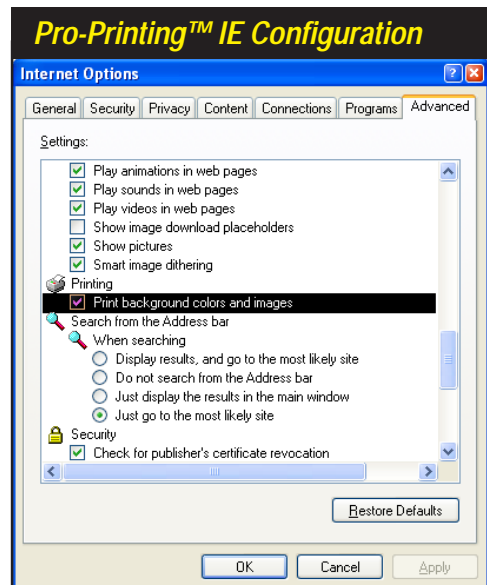 Pro-Printing™ IE Configuration
Internet Options
General Security Privacy Content Connections Programs Advanced
Settings:
Play animations in web pages
Play sounds in web pages
Play videos in web pages
Show image download placeholders
Show pictures
Smart image dithering
Printing
Print background colors and images
Search from the Address bar
When searching
Display results, and go to the most likely site
Do not search from the Address bar
Just display the results in the main window
Just go to the most likely site
Security
Check for publisher's certificate revocation
Restore Defaults
OK Cancel Apply